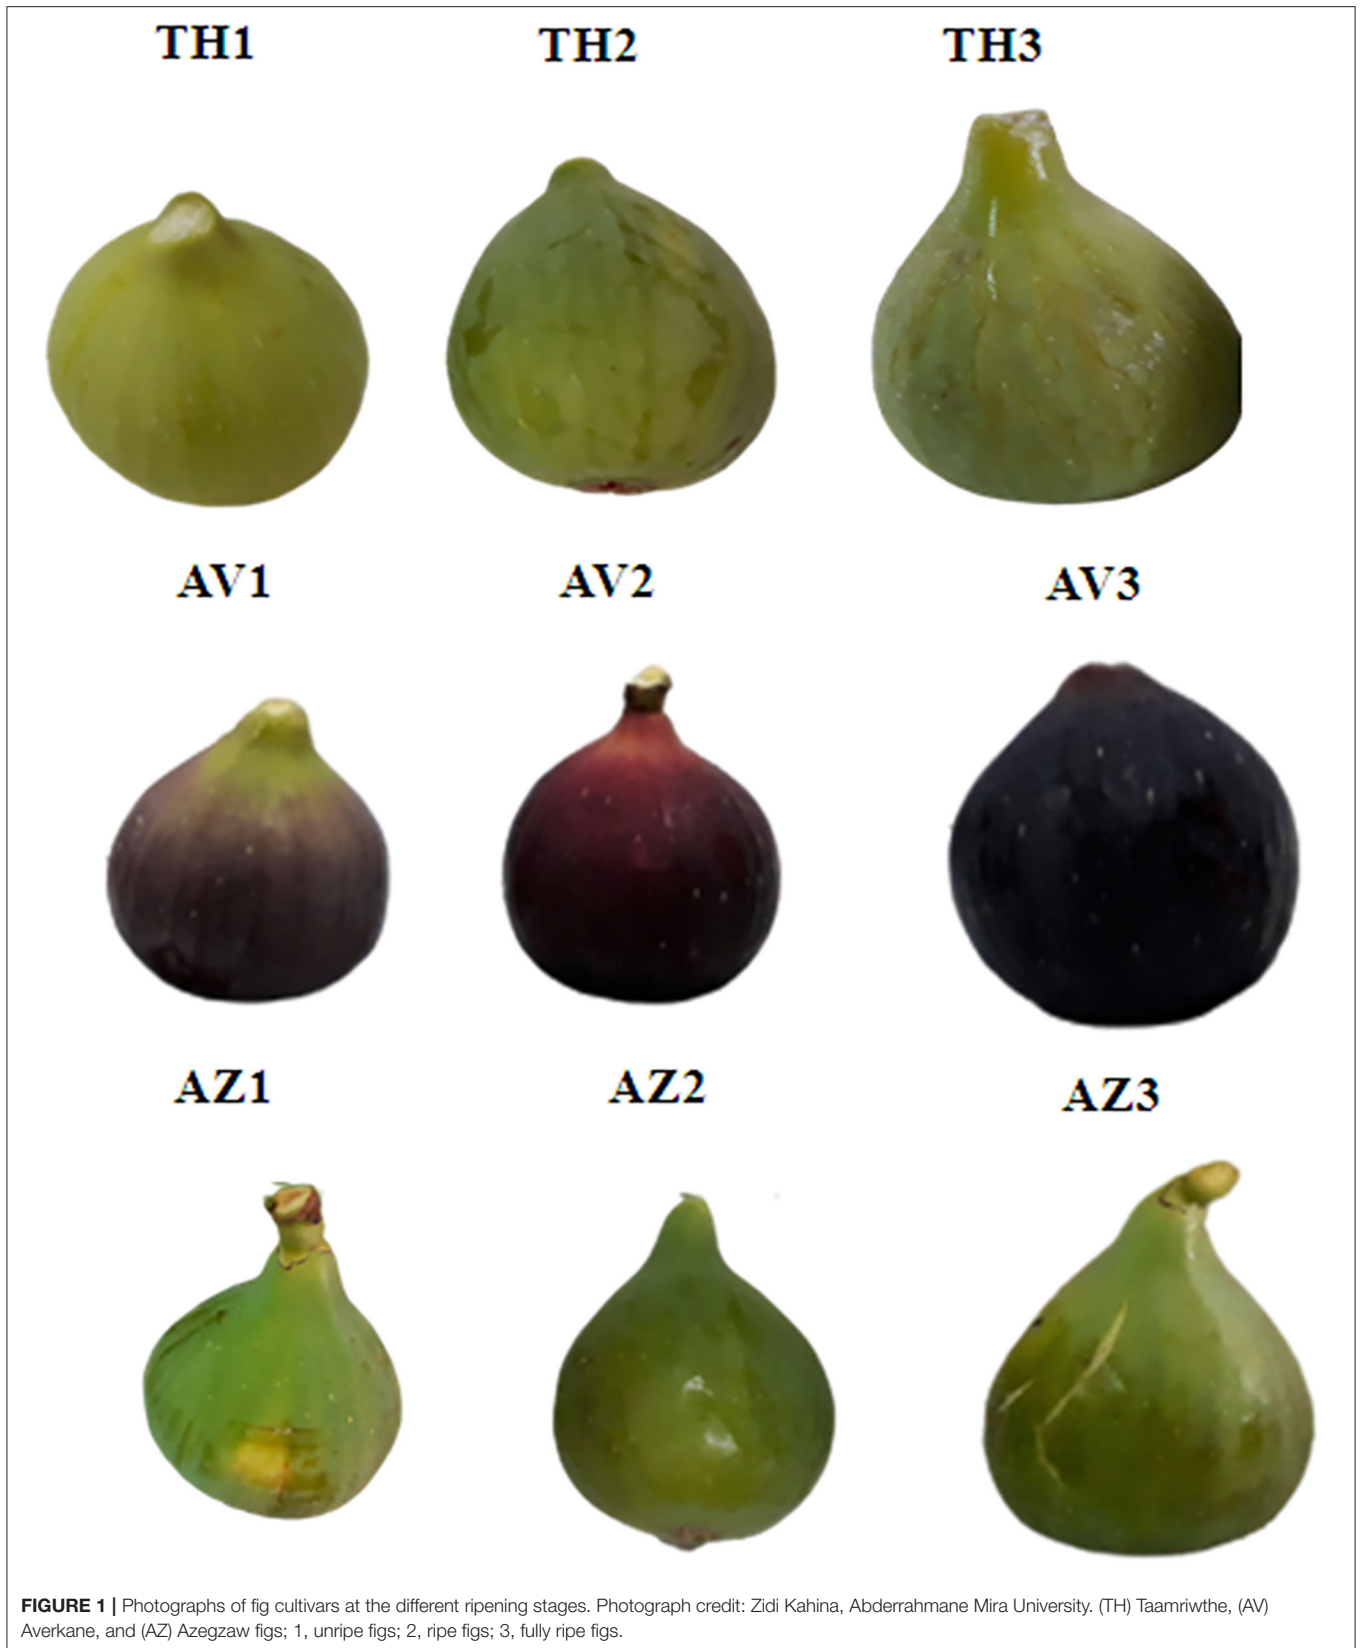 TH1 TH2 TH3
AV1 AV2 AV3
AZ1 AZ2 AZ3
FIGURE 1 | Photographs of fig cultivars at the different ripening stages. Photograph credit: Zidi Kahina, Abderrahmane Mira University. (TH) Taamriwthe, (AV)
Averkane, and (AZ) Azegzaw figs; 1, unripe figs; 2, ripe figs; 3, fully ripe figs.